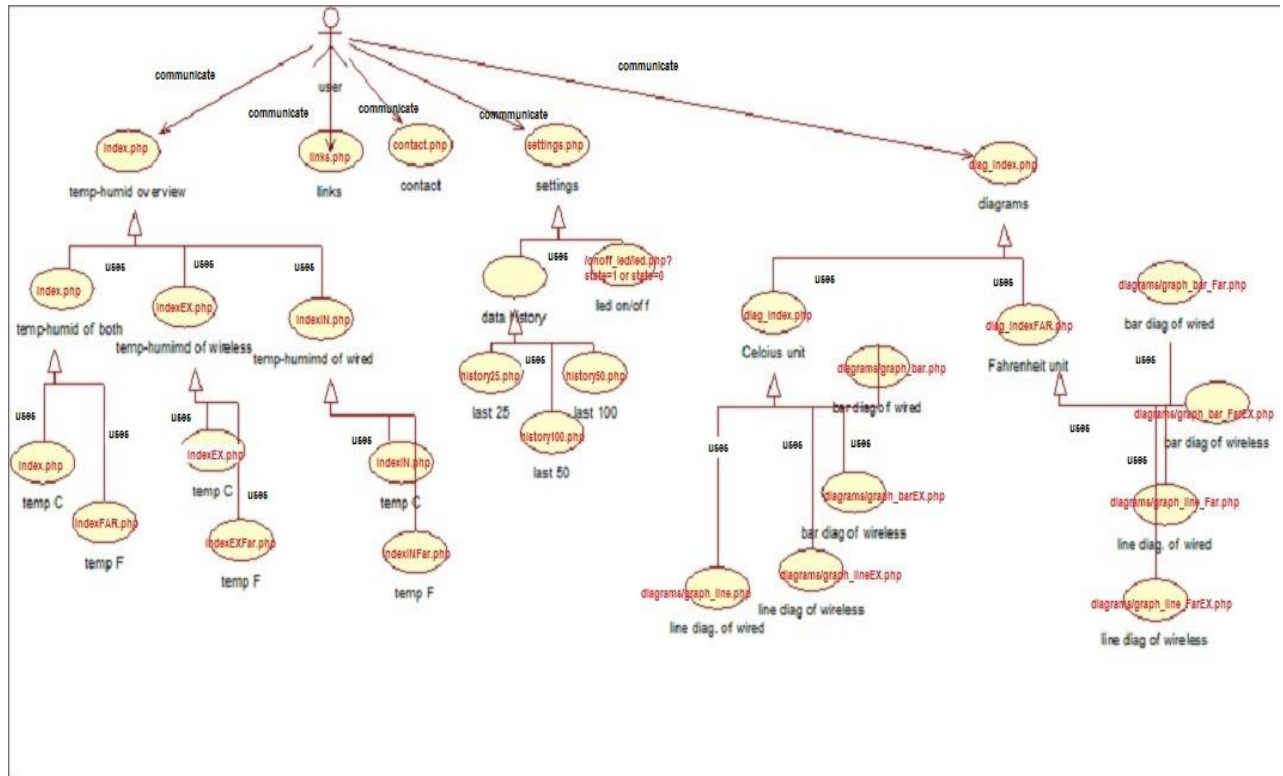 communicate
communicate
user
communicate
communicate
commmunicate
index.php
links.php
contact.php
settings.php
diag_index.php
temp-humid overview
links
contact
settings
diagrams
uses
uses
uses
uses
uses
uses
index.php
indexEX.php
indexIN.php
/onoff_led/led.php?
state=1 or state=0
diag_index.php
diag_indexFAR.php
diagrams/graph_bar_Far.php
temp-humid of both
temp-humimd of wireless
temp-humimd of wired
data history
led on/off
Celcius unit
Fahrenheit unit
bar diag of wired
uses
uses
history25.php
history50.php
diagrams/graph_bar.php
last 25
last 100
bar diag of wired
uses
uses
uses
history100.php
last 50
uses
uses
uses
diagrams/graph_bar_FarEX.php
bar diag of wireless
uses
uses
index.php
indexEX.php
indexIN.php
temp C
temp C
temp C
uses
diagrams/graph_barEX.php
bar diag of wireless
diagrams/graph_line_Far.php
line diag. of wired
indexFAR.php
indexEXFar.php
indexINFar.php
temp F
temp F
temp F
diagrams/graph_line.php
diagrams/graph_lineEX.php
line diag. of wired
line diag of wireless
diagrams/graph_line_FarEX.php
line diag of wireless